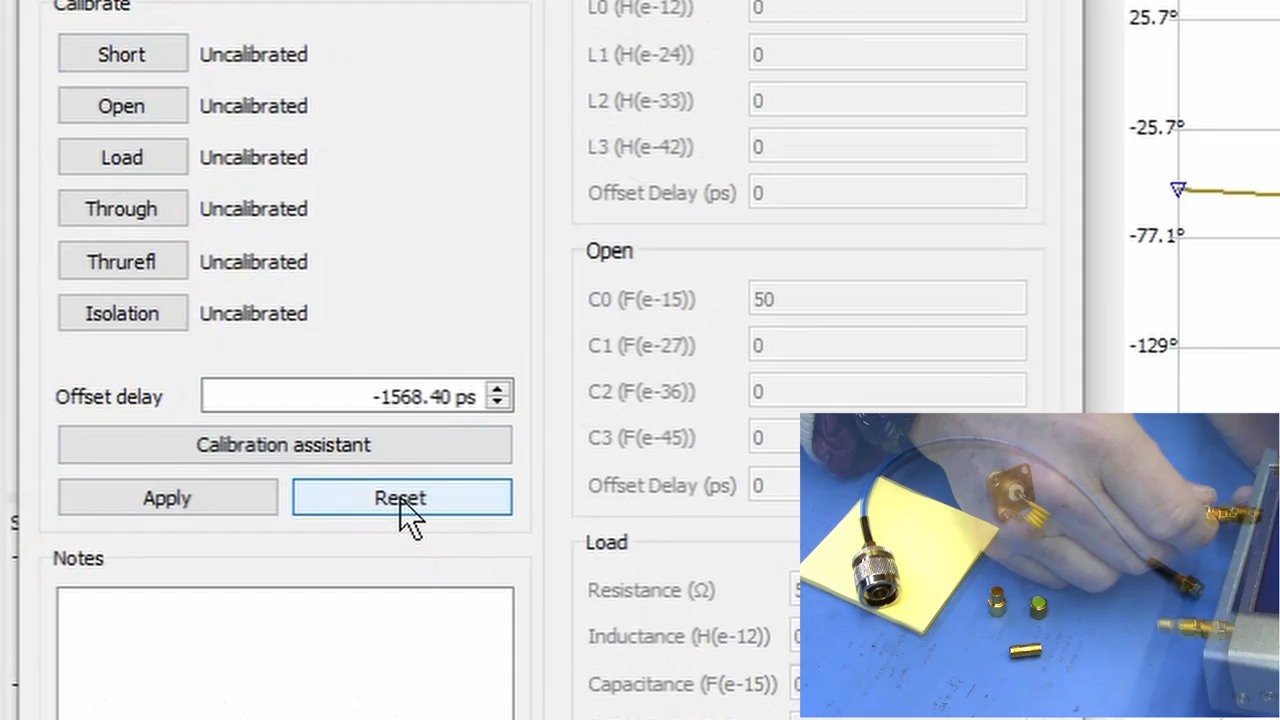 Calibrate
Short Uncalibrated
Open Uncalibrated
Load Uncalibrated
Through Uncalibrated
Thrurefl Uncalibrated
Isolation Uncalibrated
Offset delay -1568.40 ps
Calibration assistant
Apply Reset
Notes
L0 (H(e-12)) 0
L1 (H(e-24)) 0
L2 (H(e-33)) 0
L3 (H(e-42)) 0
Offset Delay (ps) 0
Open
C0 (F(e-15)) 50
C1 (F(e-27)) 0
C2 (F(e-36)) 0
C3 (F(e-45)) 0
Offset Delay (ps) 0
Load
Resistance (Ω)
Inductance (H(e-12))
Capacitance (F(e-15))
25.7°
-25.7°
-77.1°
-129°